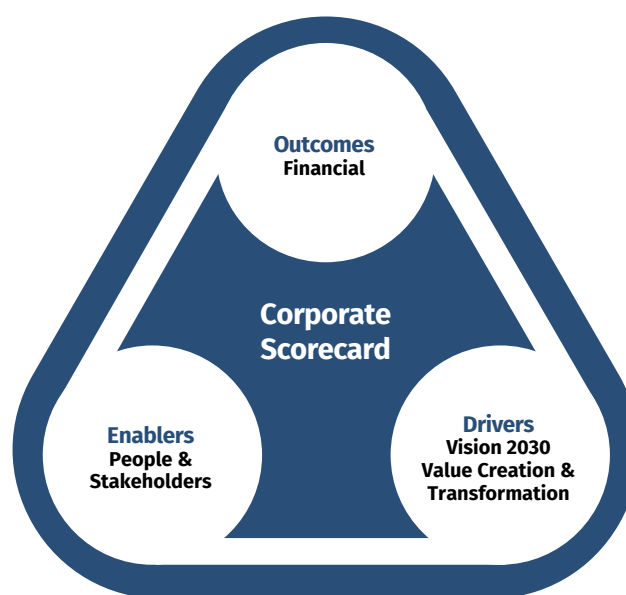 Outcomes
Financial
Corporate
Scorecard
Enablers
People &
Stakeholders
Drivers
Vision 2030
Value Creation &
Transformation